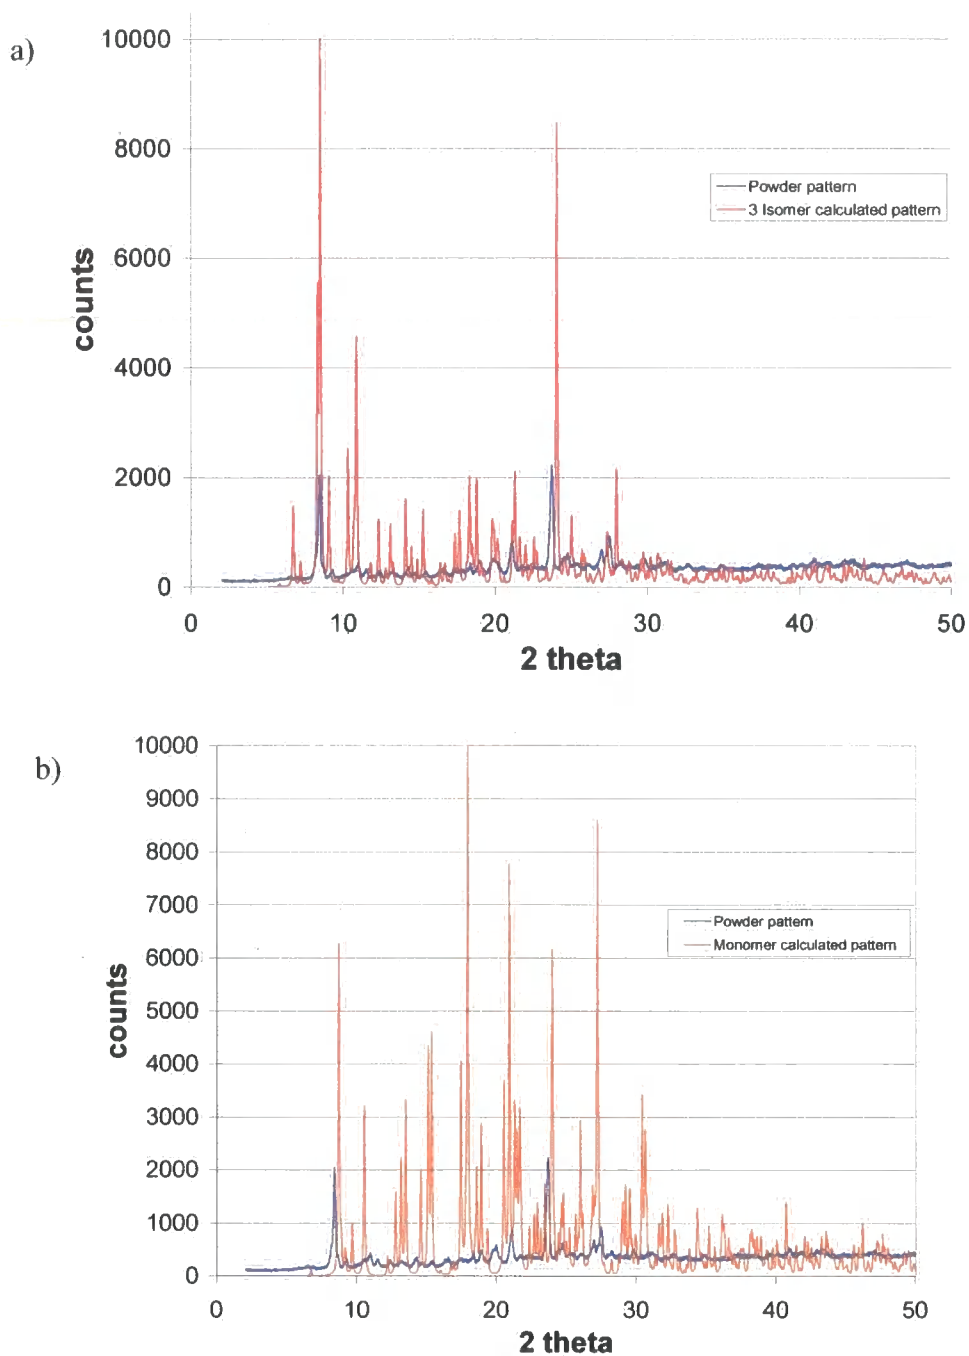 a)
10000
8000
6000
4000
2000
0
counts
Powder pattern
3 Isomer calculated pattern
0 10 20 30 40 50
2 theta
b)
10000
9000
8000
7000
6000
5000
4000
3000
2000
1000
0
counts
Powder pattern
Monomer calculated pattern
0 10 20 30 40 50
2 theta